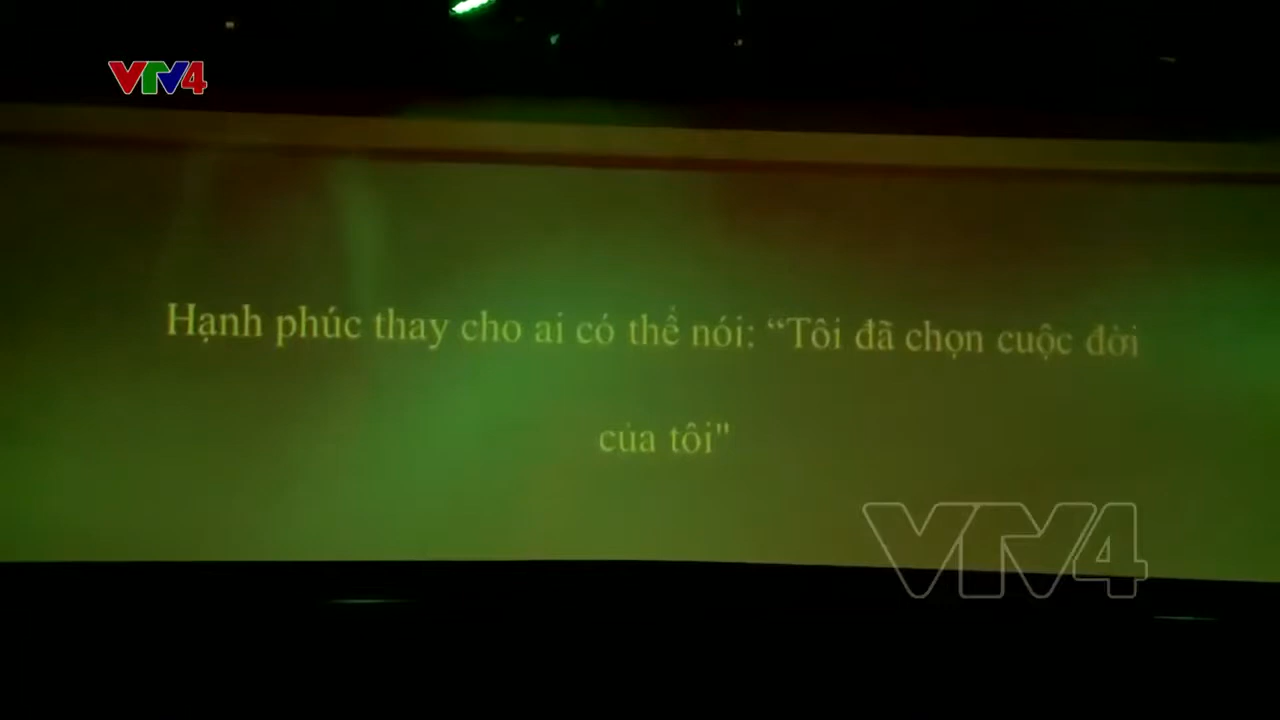 VTV4
Hạnh phúc thay cho ai có thể nói: “Tôi đã chọn cuộc đời
của tôi"
VTV4